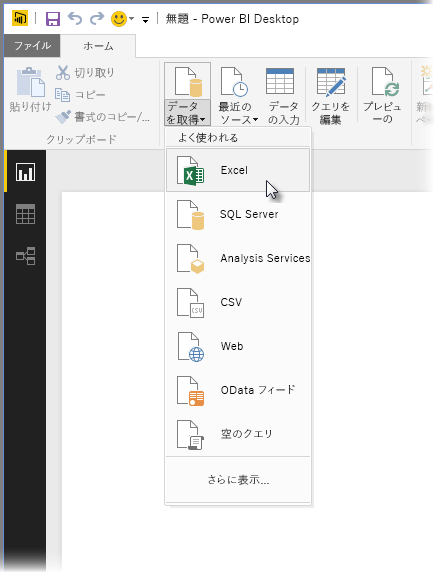 無題 - Power BI Desktop
ファイル
ホーム
貼り付け
切り取り
コピー
書式のコピー/...
クリップボード
データ
を取得
最近の
ソース
データ
の入力
クエリを
編集
プレビュー
の
よく使われる
Excel
SQL Server
Analysis Services
CSV
Web
OData フィード
空のクエリ
さらに表示...